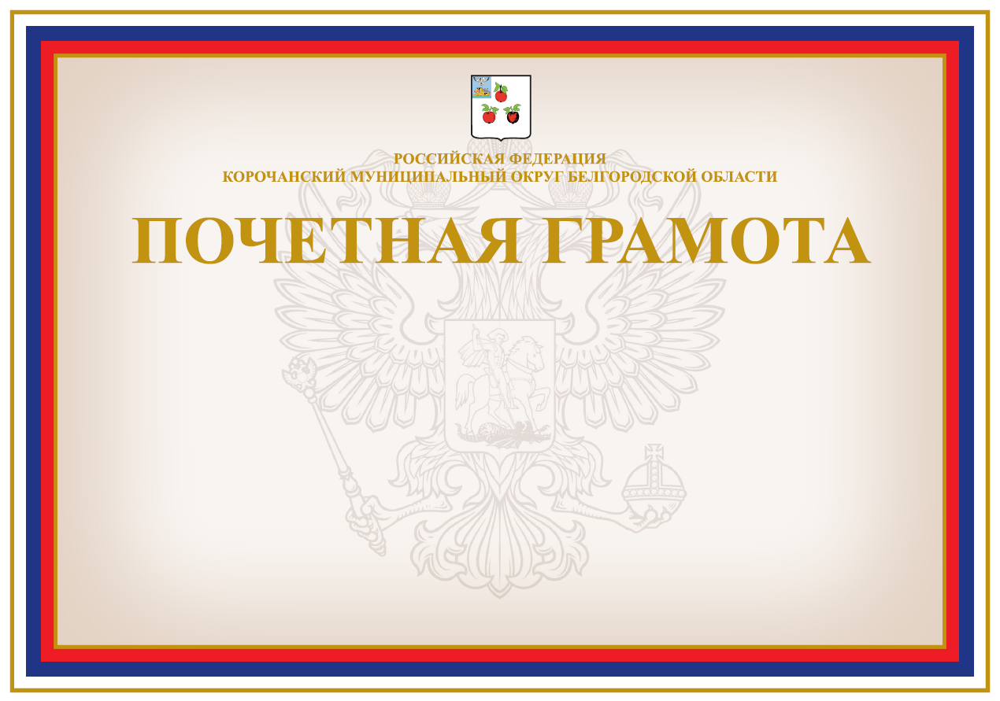 РОССИЙСКАЯ ФЕДЕРАЦИЯ
КОРОЧАНСКИЙ МУНИЦИПАЛЬНЫЙ ОКРУГ БЕЛГОРОДСКОЙ ОБЛАСТИ
ПОЧЕТНАЯ ГРАМОТА